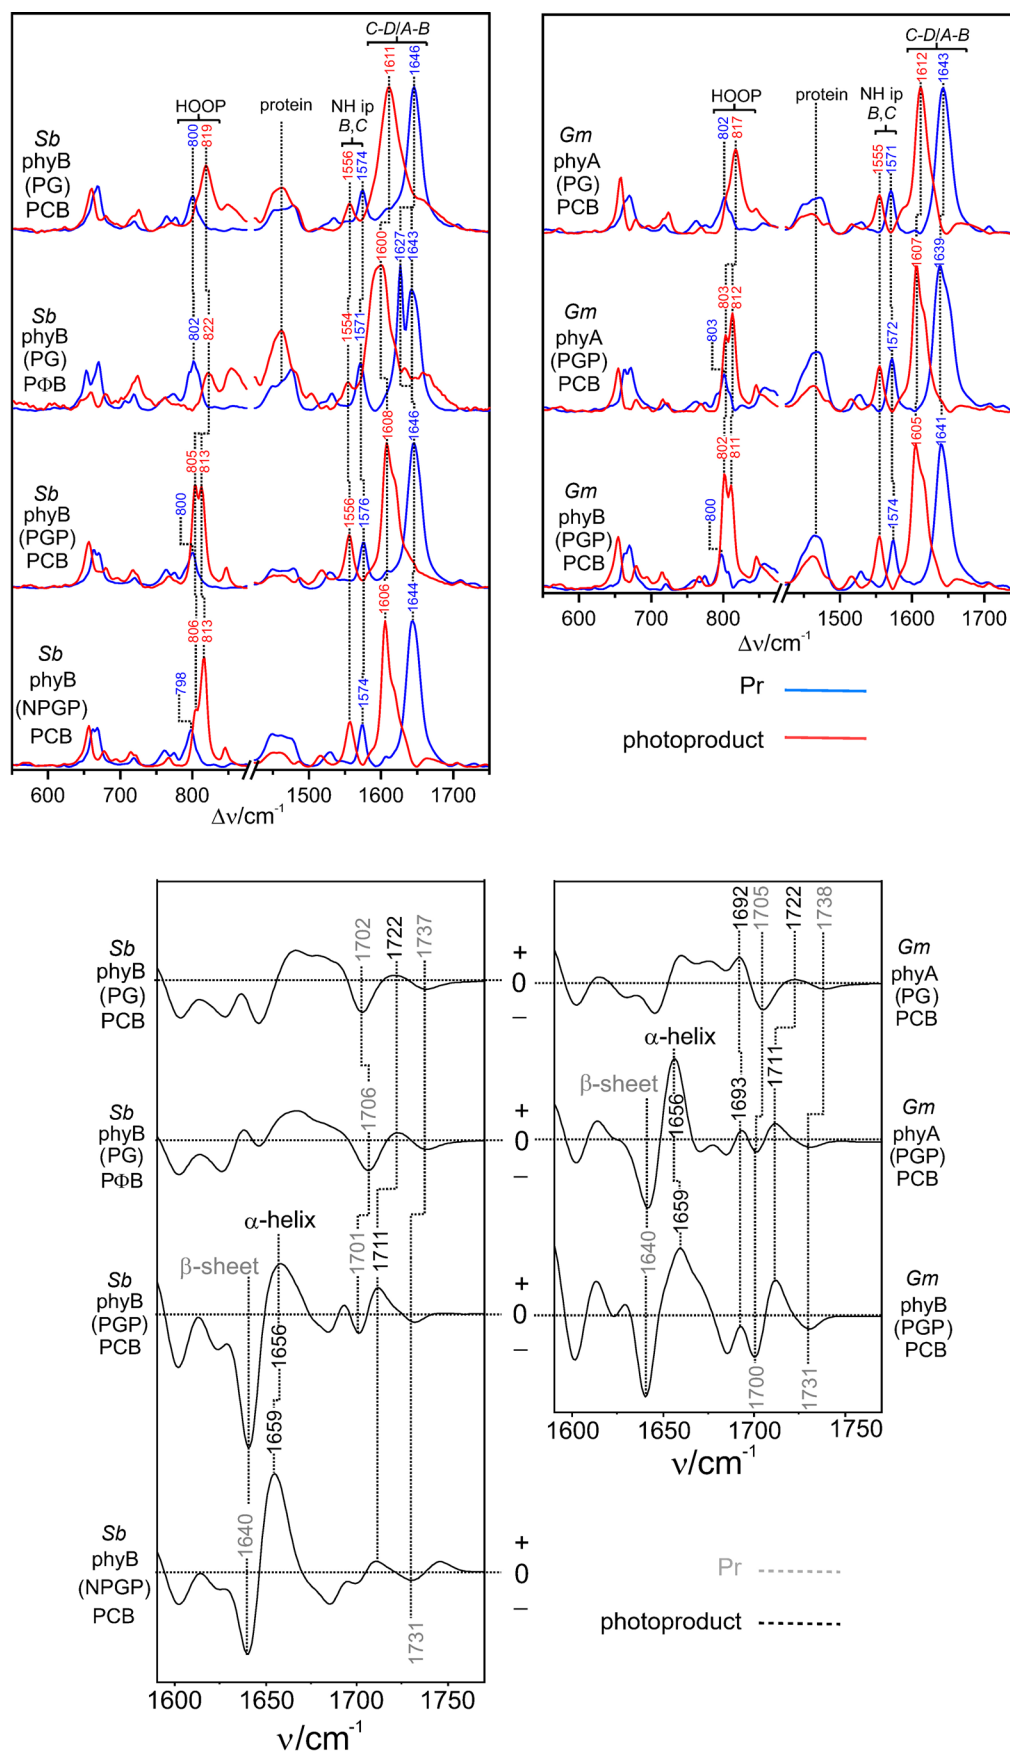 C-D/A-B
1611
1646
HOOP
protein
NH ip
B,C
800
819
1556
1574
Sb
phyB
(PG)
PCB
1600
1627
1643
802
822
1554
1571
Sb
phyB
(PG)
PΦB
1608
1646
805
813
800
1556
1576
Sb
phyB
(PGP)
PCB
1606
1644
806
813
798
1574
Sb
phyB
(NPGP)
PCB
600 700 800 1500 1600 1700
Δν/cm⁻¹
C-D/A-B
1612
1643
HOOP
protein
NH ip
B,C
802
817
1555
1571
Gm
phyA
(PG)
PCB
1607
1639
803
812
803
1572
Gm
phyA
(PGP)
PCB
1605
1641
802
811
800
1574
Gm
phyB
(PGP)
PCB
600 700 800 1500 1600 1700
Δν/cm⁻¹
Pr
photoproduct
Sb
phyB
(PG)
PCB
1702
1722
1737
+
0
–
Sb
phyB
(PG)
PΦB
1706
+
0
–
α-helix
β-sheet
Sb
phyB
(PGP)
PCB
1701
1711
1656
+
0
–
1659
1640
Sb
phyB
(NPGP)
PCB
1731
+
0
–
1600 1650 1700 1750
ν/cm⁻¹
1692
1705
1722
1738
Gm
phyA
(PG)
PCB
α-helix
β-sheet
1656
1693
1711
Gm
phyA
(PGP)
PCB
1640
1659
Gm
phyB
(PGP)
PCB
1700
1731
1600 1650 1700 1750
ν/cm⁻¹
Pr
photoproduct